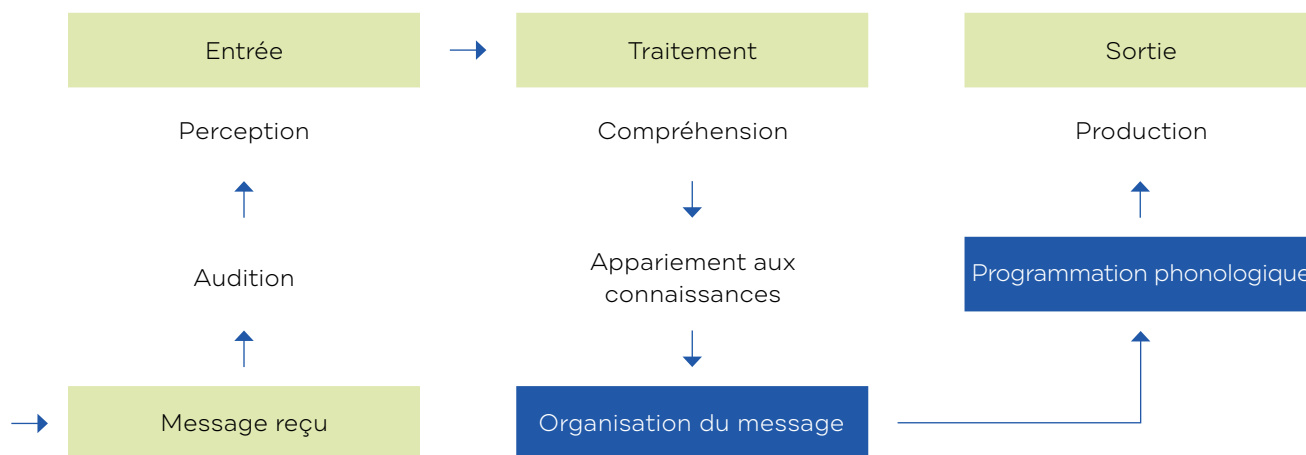 Entrée
Traitement
Sortie
Perception
Compréhension
Production
Audition
Appariement aux
connaissances
Programmation phonologique
Message reçu
Organisation du message